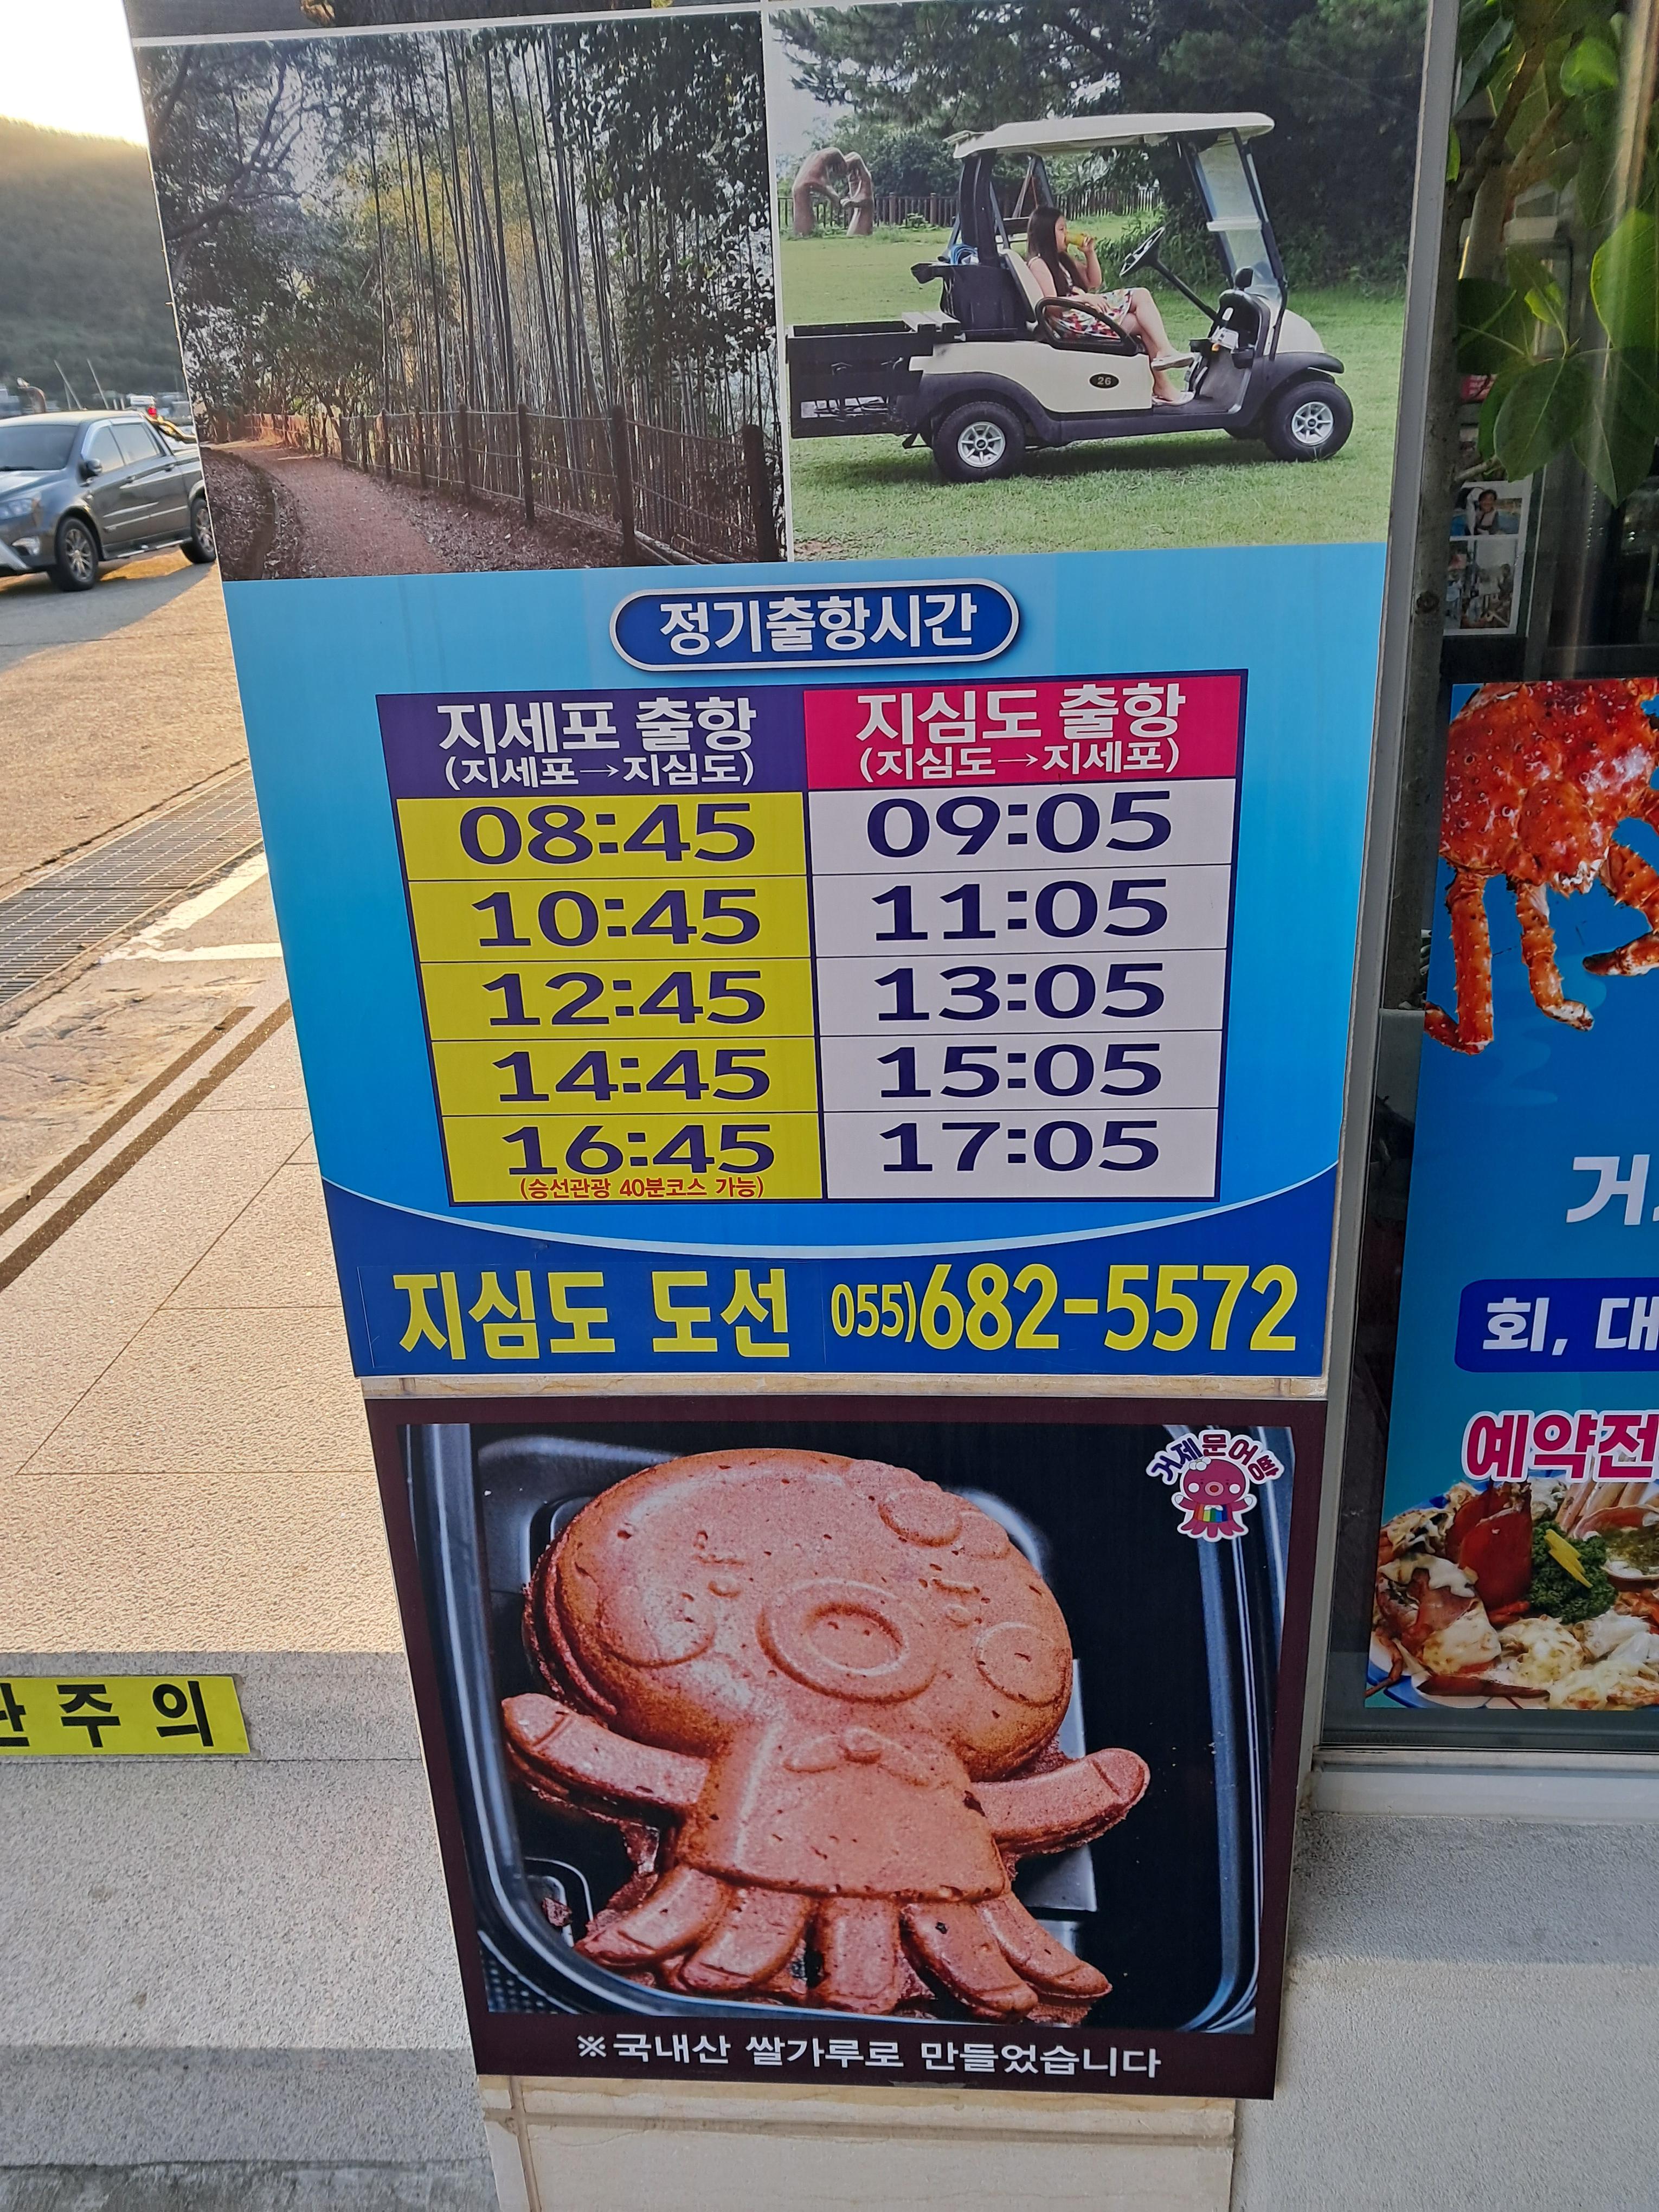 26
정기출항시간
지세포 출항
(지세포→지심도)
지심도 출항
(지심도→지세포)
08:45 09:05
10:45 11:05
12:45 13:05
14:45 15:05
16:45 17:05
(승선관광 40분코스 가능)
지심도 도선 055)682-5572
거제문어빵
※국내산 쌀가루로 만들었습니다
주의
거
회, 대
예약전